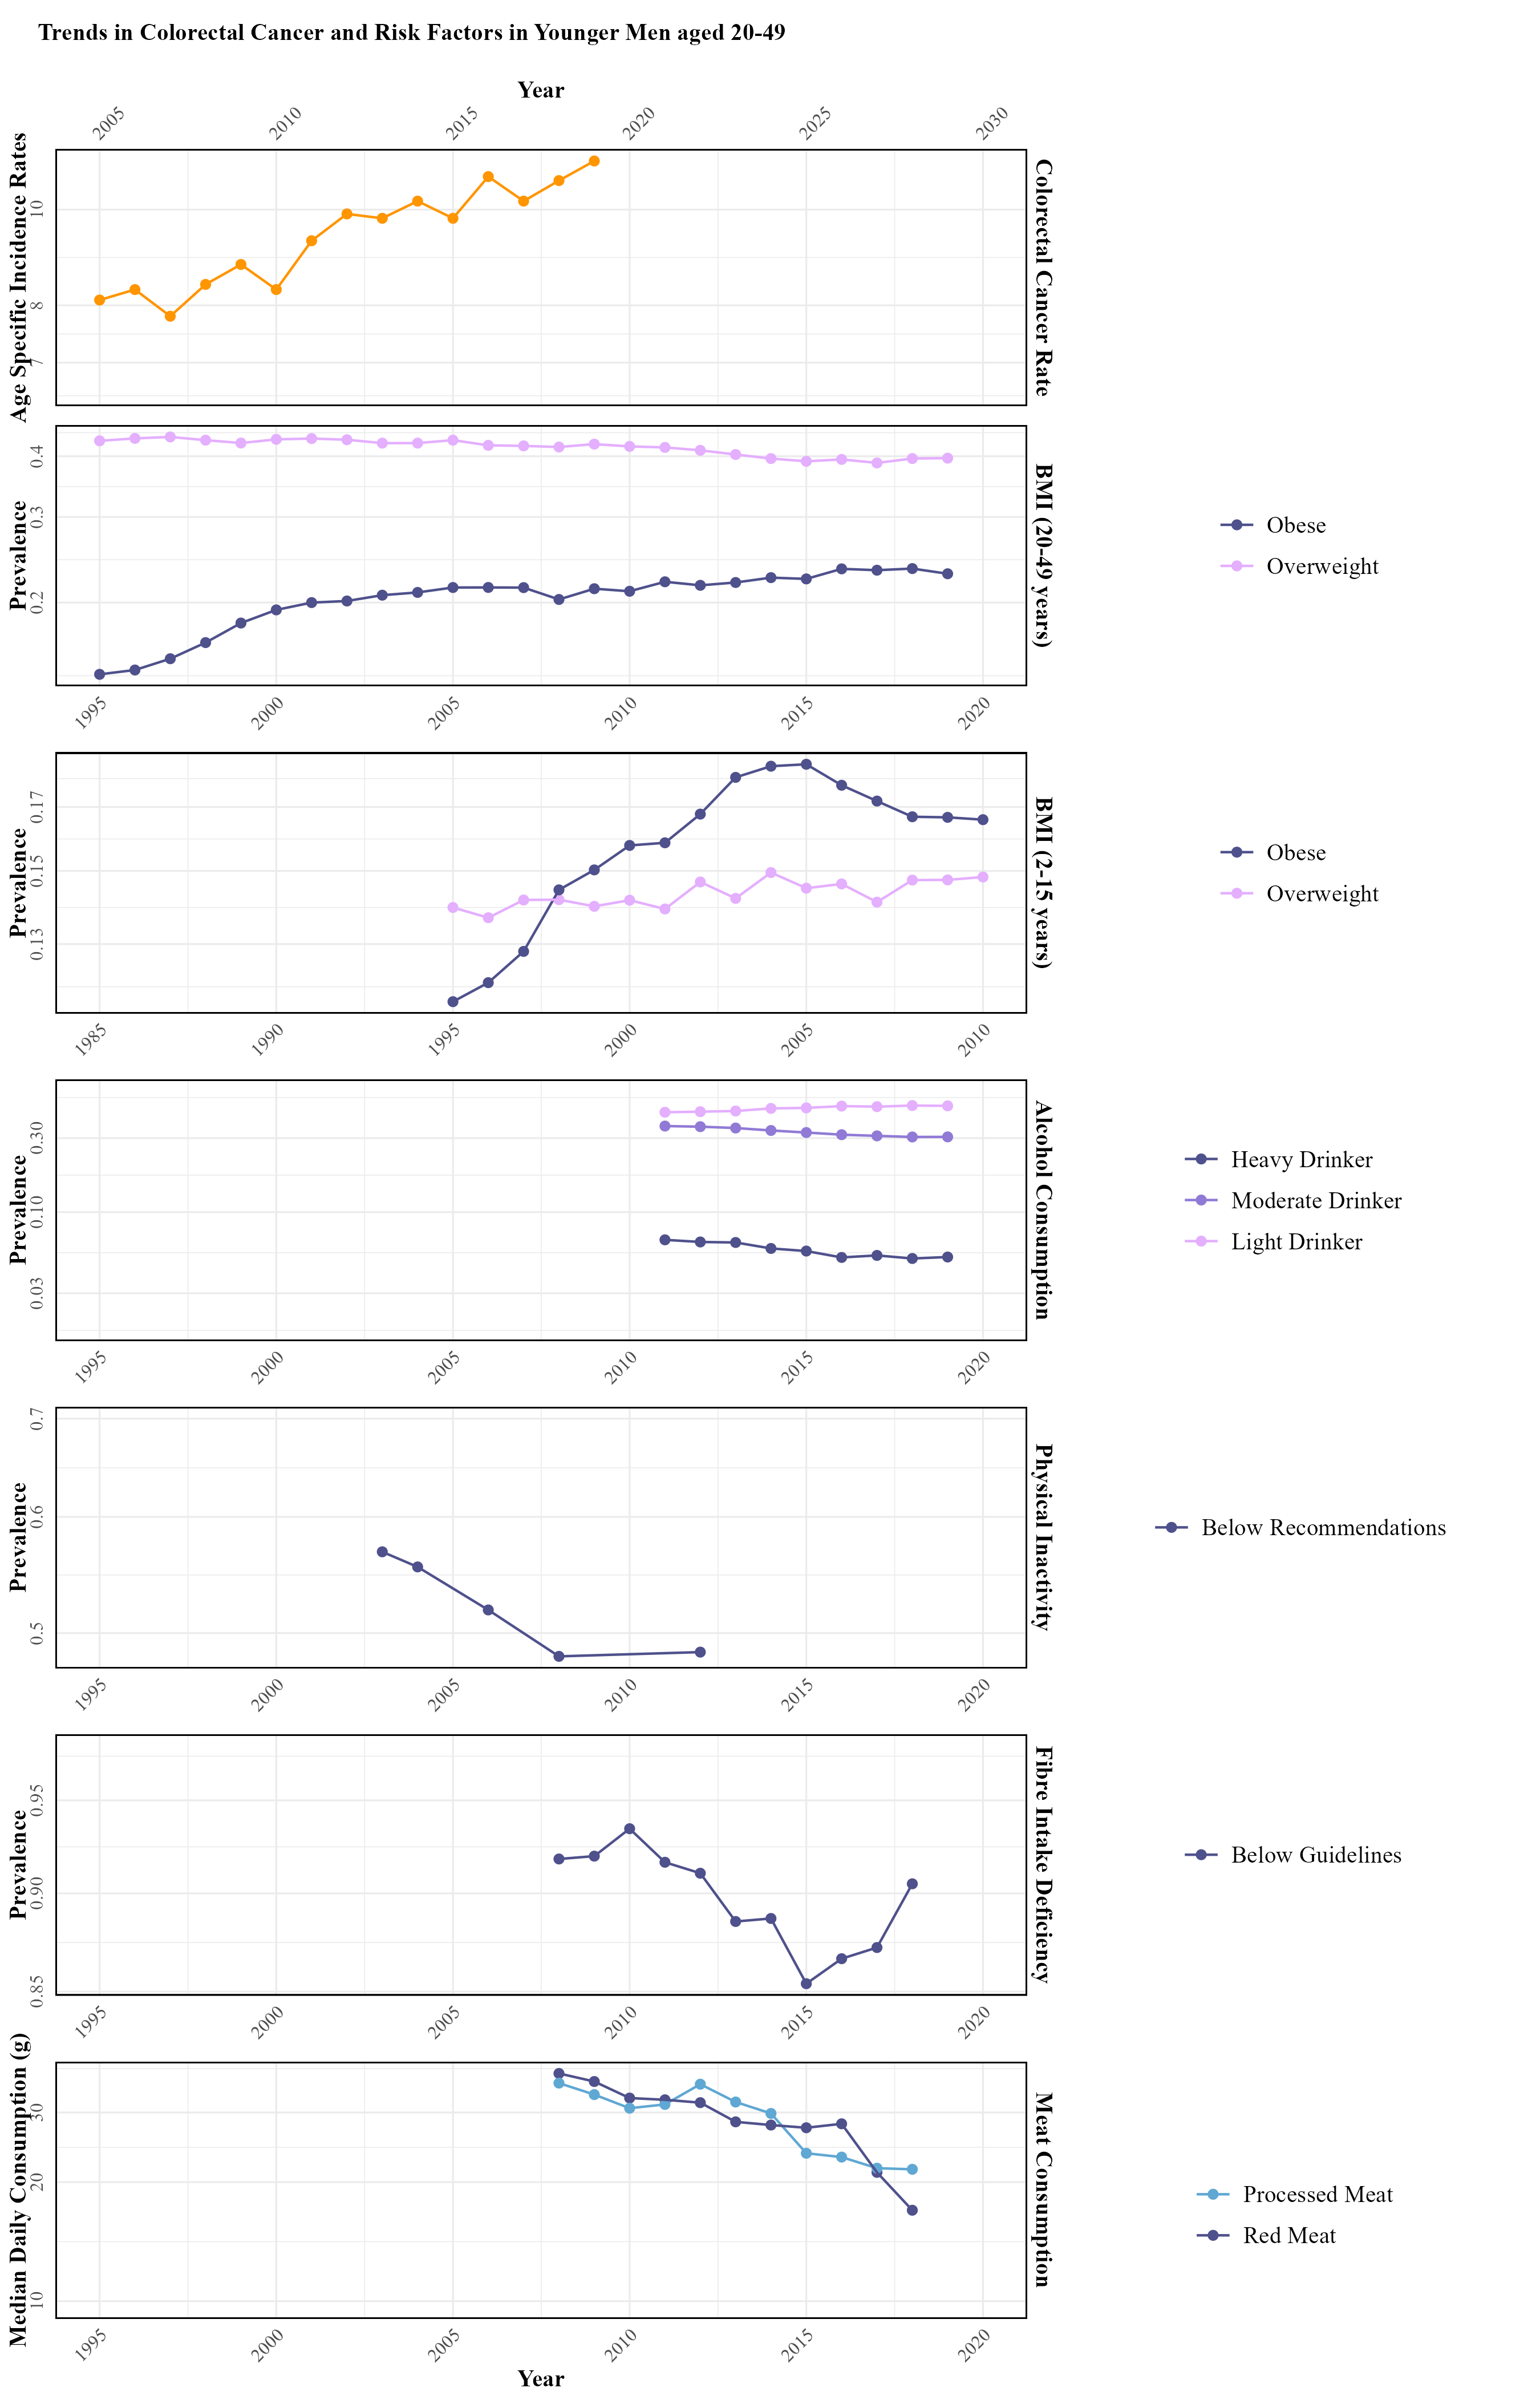 Trends in Colorectal Cancer and Risk Factors in Younger Men aged 20-49
Year
2005 2010 2015 2020 2025 2030
Age Specific Incidence Rates
10
8
7
Colorectal Cancer Rate
Prevalence
0.4
0.3
0.2
BMI (20-49 years)
Obese
Overweight
1995 2000 2005 2010 2015 2020
Prevalence
0.17
0.15
0.13
BMI (2-15 years)
Obese
Overweight
1985 1990 1995 2000 2005 2010
Prevalence
0.30
0.10
0.03
Alcohol Consumption
Heavy Drinker
Moderate Drinker
Light Drinker
1995 2000 2005 2010 2015 2020
Prevalence
0.7
0.6
0.5
Physical Inactivity
Below Recommendations
1995 2000 2005 2010 2015 2020
Prevalence
0.95
0.90
0.85
Fibre Intake Deficiency
Below Guidelines
1995 2000 2005 2010 2015 2020
Median Daily Consumption (g)
30
20
10
Meat Consumption
Processed Meat
Red Meat
1995 2000 2005 2010 2015 2020
Year